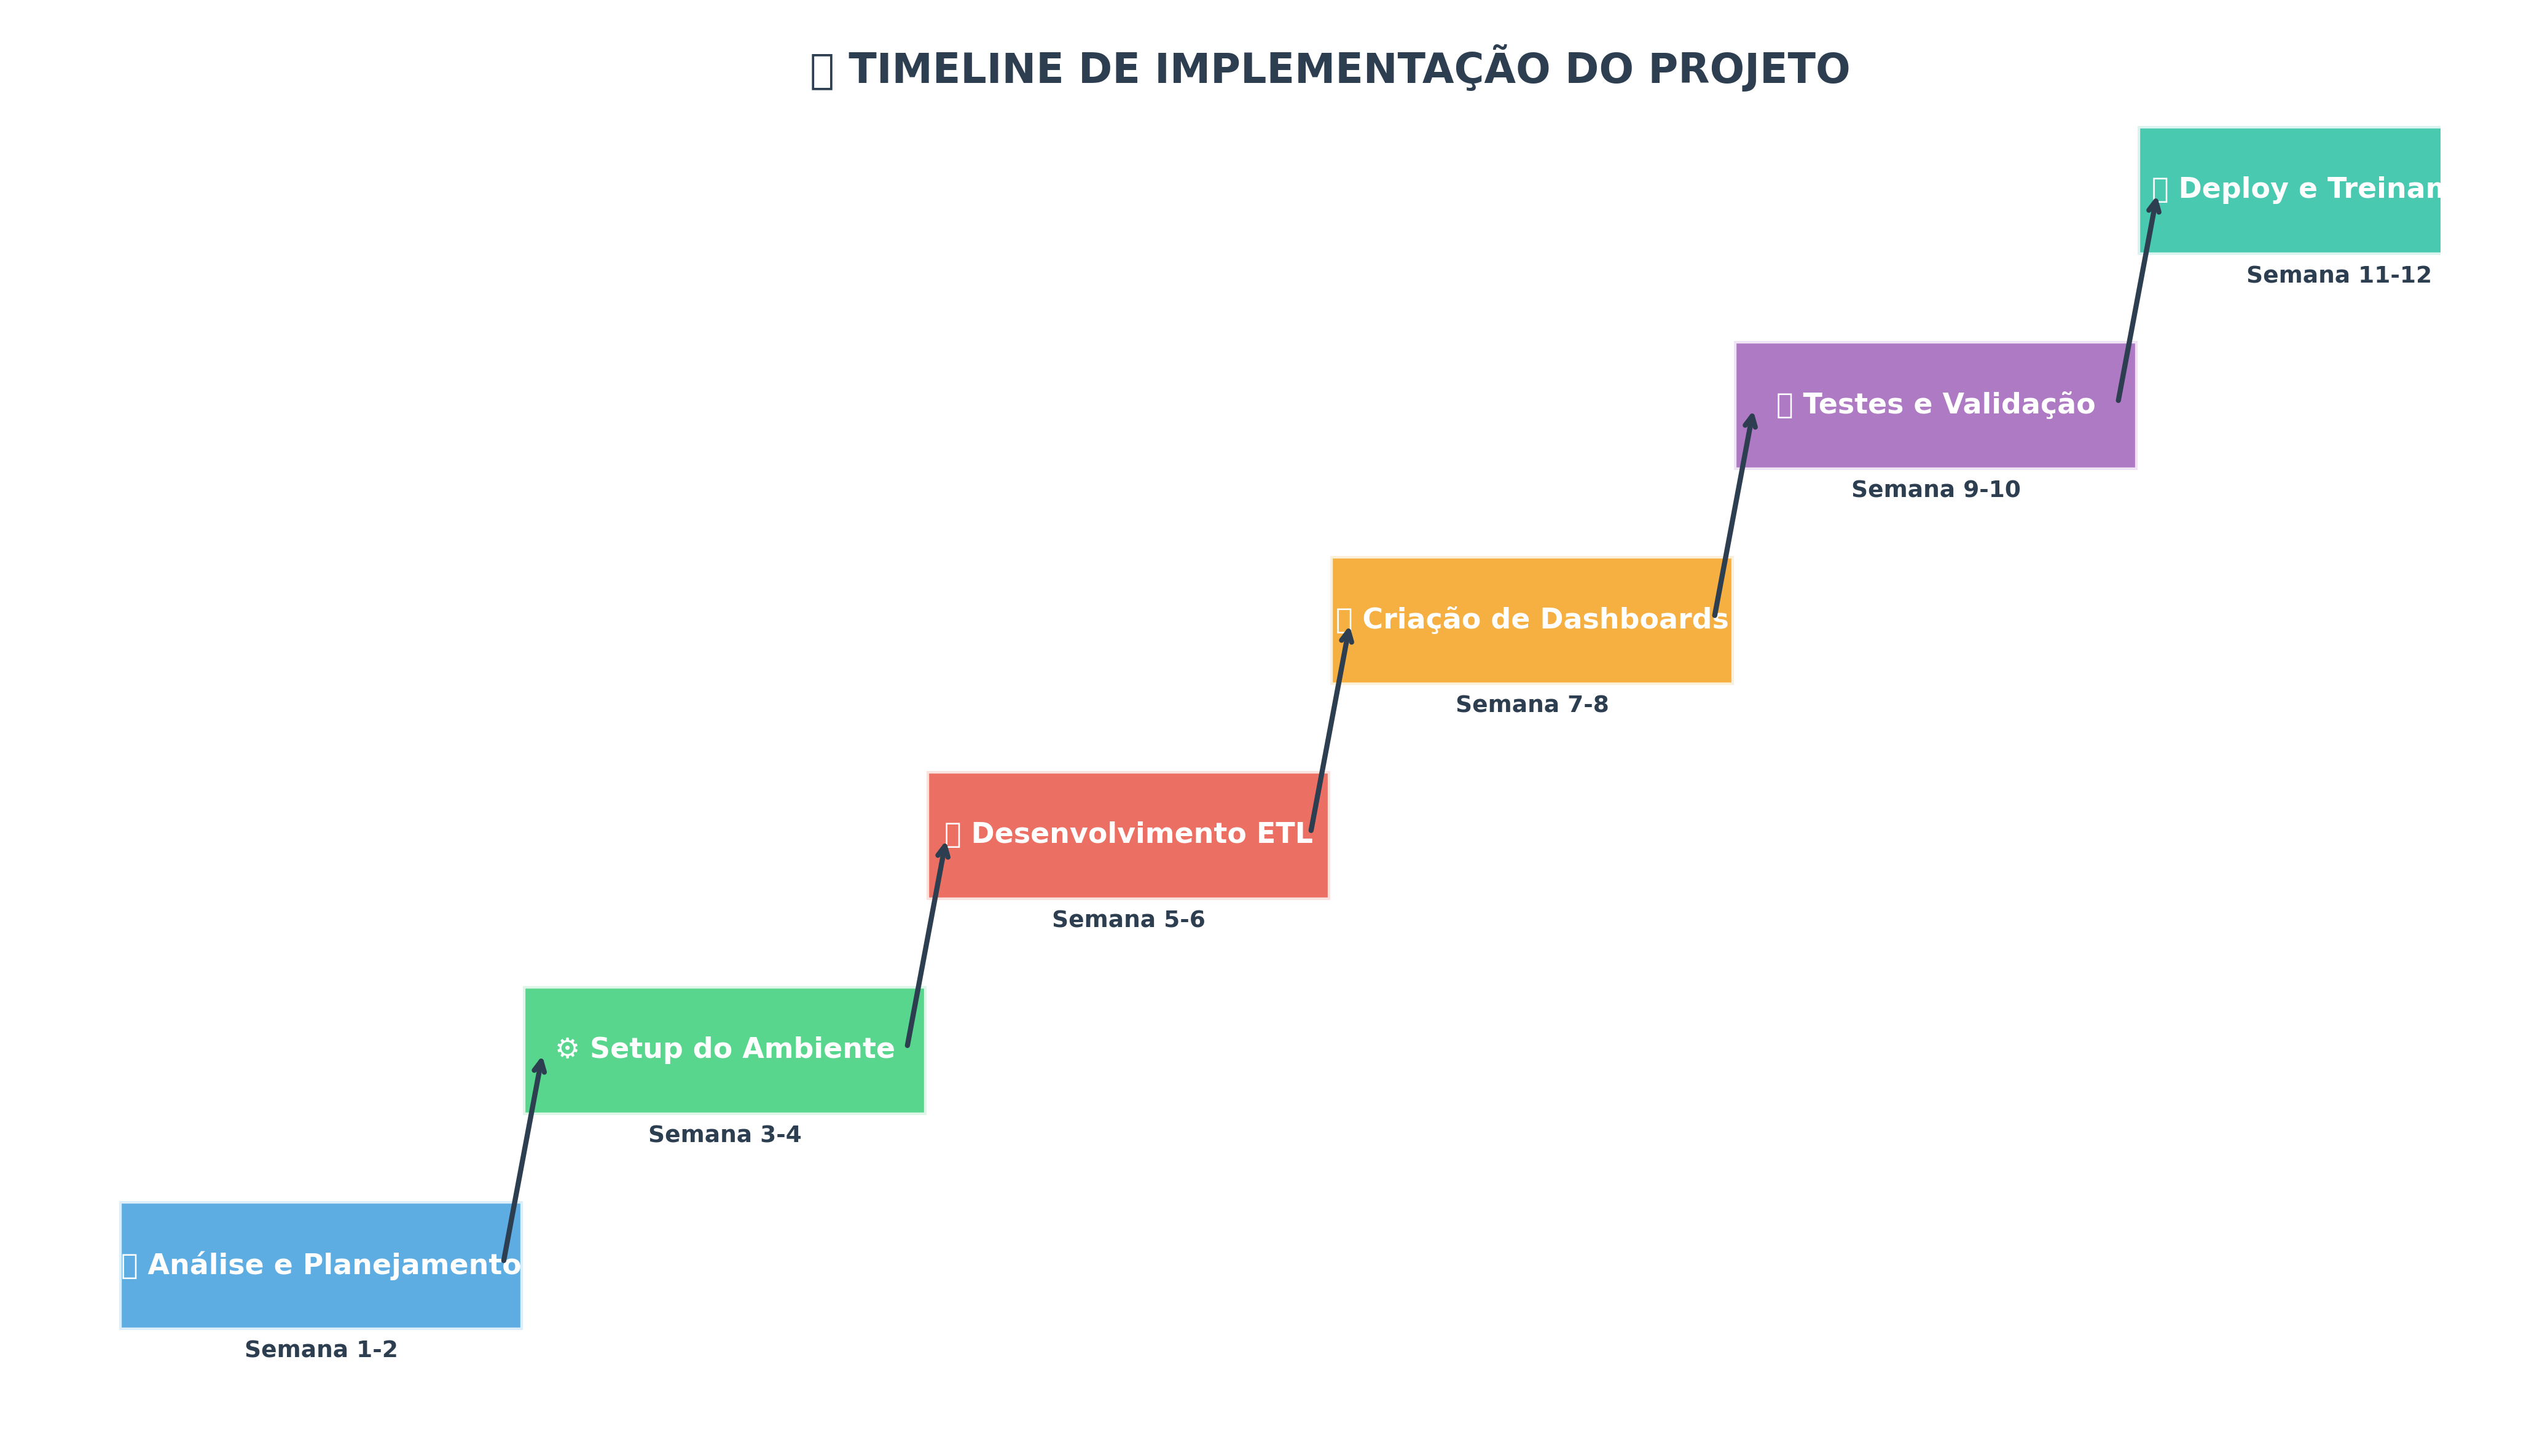 TIMELINE DE IMPLEMENTAÇÃO DO PROJETO
Deploy e Treinam
Semana 11-12
Testes e Validação
Semana 9-10
Criação de Dashboards
Semana 7-8
Desenvolvimento ETL
Semana 5-6
⚙ Setup do Ambiente
Semana 3-4
Análise e Planejamento
Semana 1-2